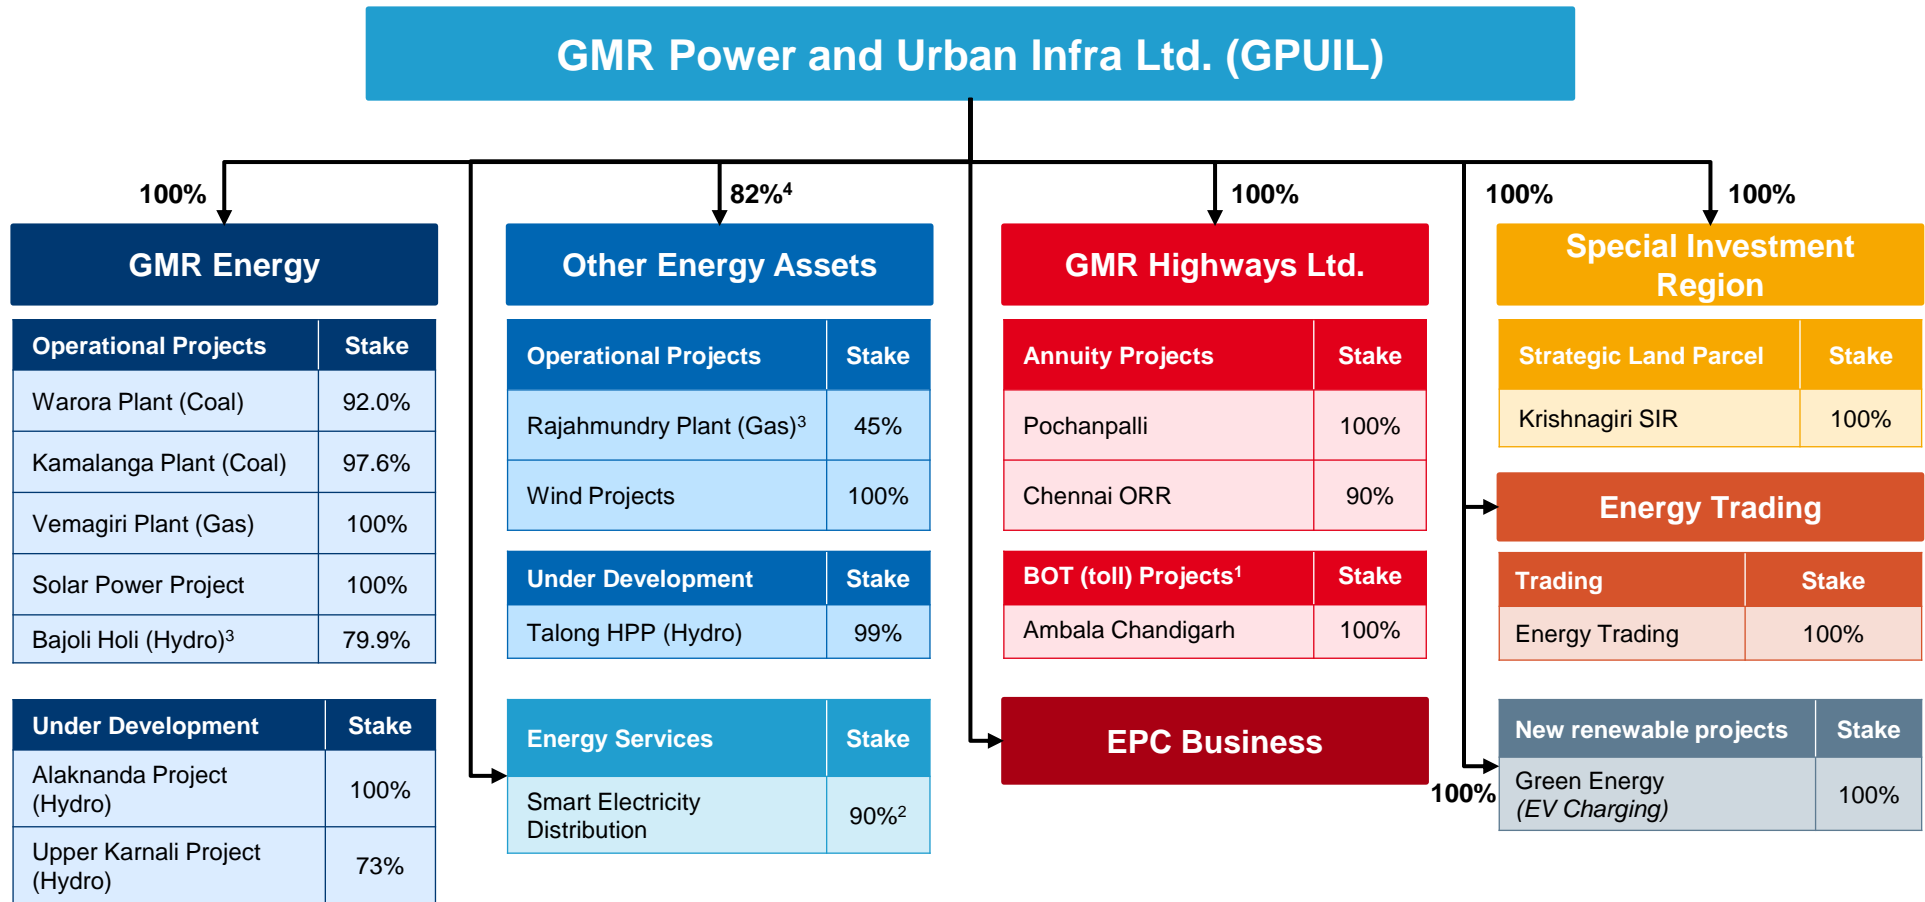 GMR Power and Urban Infra Ltd. (GPUIL)
100%
82%⁴
100%
100%
100%
GMR Energy
Operational Projects Stake
Warora Plant (Coal) 92.0%
Kamalanga Plant (Coal) 97.6%
Vemagiri Plant (Gas) 100%
Solar Power Project 100%
Bajoli Holi (Hydro)³ 79.9%
Under Development Stake
Alaknanda Project
(Hydro) 100%
Upper Karnali Project
(Hydro) 73%
Other Energy Assets
Operational Projects Stake
Rajahmundry Plant (Gas)³ 45%
Wind Projects 100%
Under Development Stake
Talong HPP (Hydro) 99%
Energy Services Stake
Smart Electricity
Distribution 90%²
GMR Highways Ltd.
Annuity Projects Stake
Pochanpalli 100%
Chennai ORR 90%
BOT (toll) Projects¹ Stake
Ambala Chandigarh 100%
EPC Business
Special Investment
Region
Strategic Land Parcel Stake
Krishnagiri SIR 100%
Energy Trading
Trading Stake
Energy Trading 100%
100%
New renewable projects Stake
Green Energy
(EV Charging) 100%